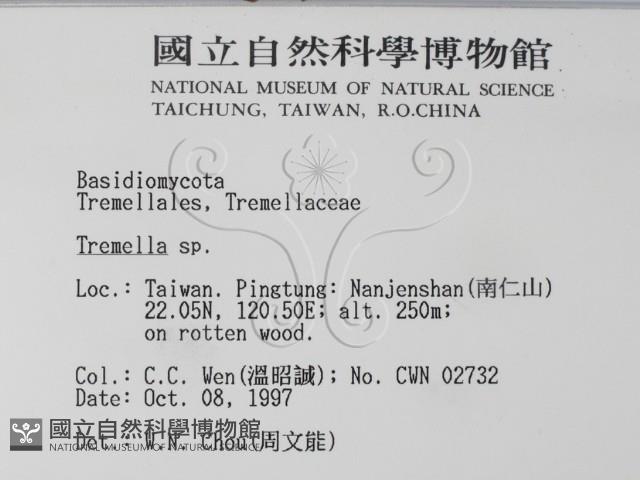 國立自然科學博物館
NATIONAL MUSEUM OF NATURAL SCIENCE
TAICHUNG, TAIWAN, R.O.CHINA
Basidiomycota
Tremellales, Tremellaceae
Tremella sp.
Loc.: Taiwan. Pingtung: Nanjenshan(南仁山)
22.05N, 120.50E; alt. 250m;
on rotten wood.
Col.: C.C. Wen(溫昭誠); No. CWN 02732
Date: Oct. 08, 1997
Det.: W.N. Chou(周文能)
國立自然科學博物館
NATIONAL MUSEUM OF NATURAL SCIENCE